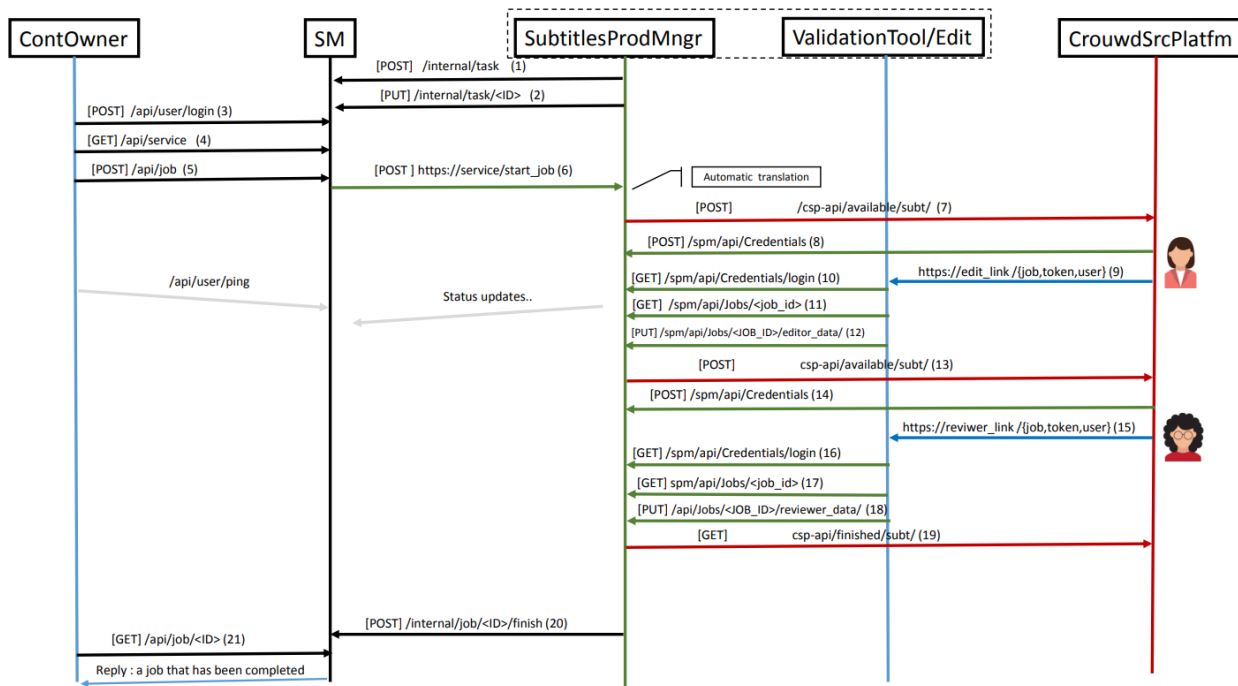 ContOwner
SM
SubtitlesProdMngr
ValidationTool/Edit
CrouwdSrcPlatfm
[POST] /internal/task (1)
[PUT] /internal/task/<ID> (2)
[POST] /api/user/login (3)
[GET] /api/service (4)
[POST] /api/job (5)
[POST ] https://service/start_job (6)
Automatic translation
[POST] /csp-api/available/subt/ (7)
[POST] /spm/api/Credentials (8)
https://edit_link /{job,token,user} (9)
[GET] /spm/api/Credentials/login (10)
/api/user/ping
Status updates..
[GET] /spm/api/Jobs/<job_id> (11)
[PUT] /spm/api/Jobs/<JOB_ID>/editor_data/ (12)
[POST] csp-api/available/subt/ (13)
[POST] /spm/api/Credentials (14)
https://reviwer_link /{job,token,user} (15)
[GET] /spm/api/Credentials/login (16)
[GET] spm/api/Jobs/<job_id> (17)
[PUT] /api/Jobs/<JOB_ID>/reviewer_data/ (18)
[GET] csp-api/finished/subt/ (19)
[POST] /internal/job/<ID>/finish (20)
[GET] /api/job/<ID> (21)
Reply : a job that has been completed